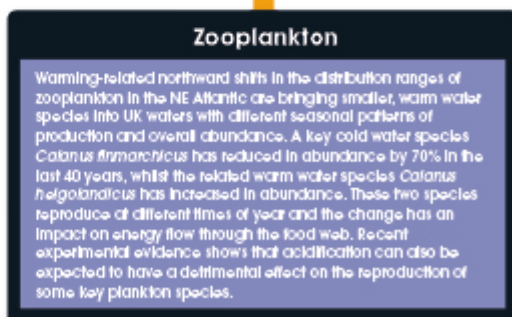 Zooplankton
Warming-related northward shifts in the distribution ranges of
zooplankton in the NE Atlantic are bringing smaller, warm water
species into UK waters with different seasonal patterns of
production and overall abundance. A key cold water species
Calanus finmarchicus has reduced in abundance by 70% in the
last 40 years, whilst the related warm water species Calanus
helgolandicus has increased in abundance. These two species
reproduce at different times of year and the change has an
impact on energy flow through the food web. Recent
experimental evidence shows that acidification can also be
expected to have a detrimental effect on the reproduction of
some key plankton species.